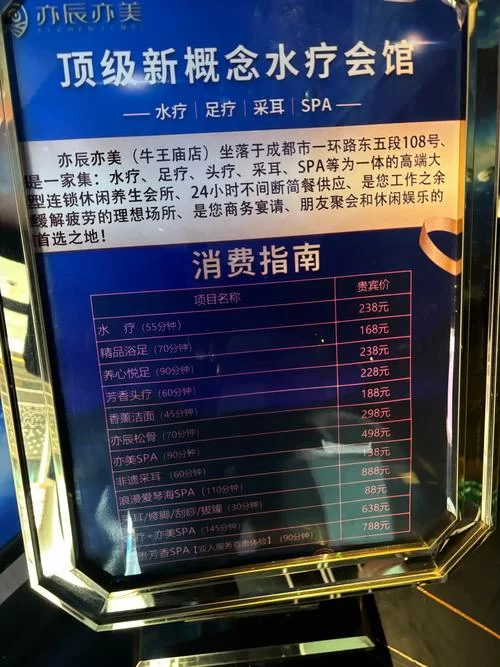 亦辰亦美
顶级新概念水疗会馆
水疗 | 足疗 | 采耳 | SPA
亦辰亦美（牛王庙店）坐落于成都市一环路东五段108号、
是一家集：水疗、足疗、头疗、采耳、SPA等为一体的高端大
型连锁休闲养生会所、24小时不间断简餐供应、是您工作之余
缓解疲劳的理想场所、是您商务宴请、朋友聚会和休闲娱乐的
首选之地！
消费指南
项目名称 贵宾价
水 疗（55分钟） 238元
精品浴足（70分钟） 168元
养心悦足（90分钟） 238元
芳香头疗（60分钟） 228元
香薰洁面（45分钟） 188元
亦辰松骨（70分钟） 298元
亦美SPA（90分钟） 498元
非遗采耳（60分钟） 138元
浪漫爱琴海SPA（110分钟） 888元
耳/修脚/刮痧/拔罐（30分钟） 88元
疗+亦美SPA（145分钟） 638元
贵芳香SPA【双人服务尊贵体验】（90分钟） 788元